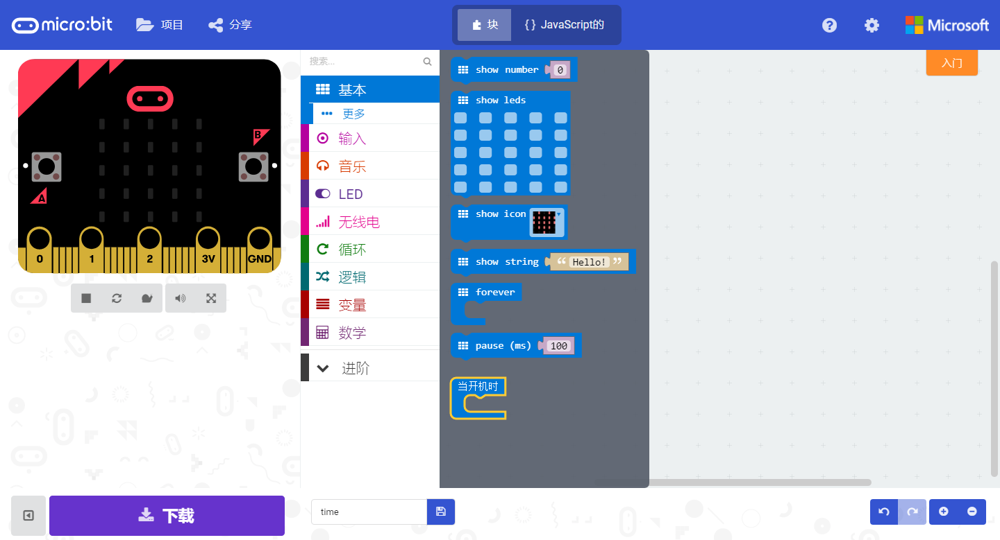 micro:bit 项目 分享 块 {} JavaScript的 Microsoft
入门
B
A
0 1 2 3V GND
搜索...
基本
更多
输入
音乐
LED
无线电
循环
逻辑
变量
数学
进阶
show number 0
show leds
show icon
show string “ Hello! ”
forever
pause (ms) 100
当开机时
下载
time